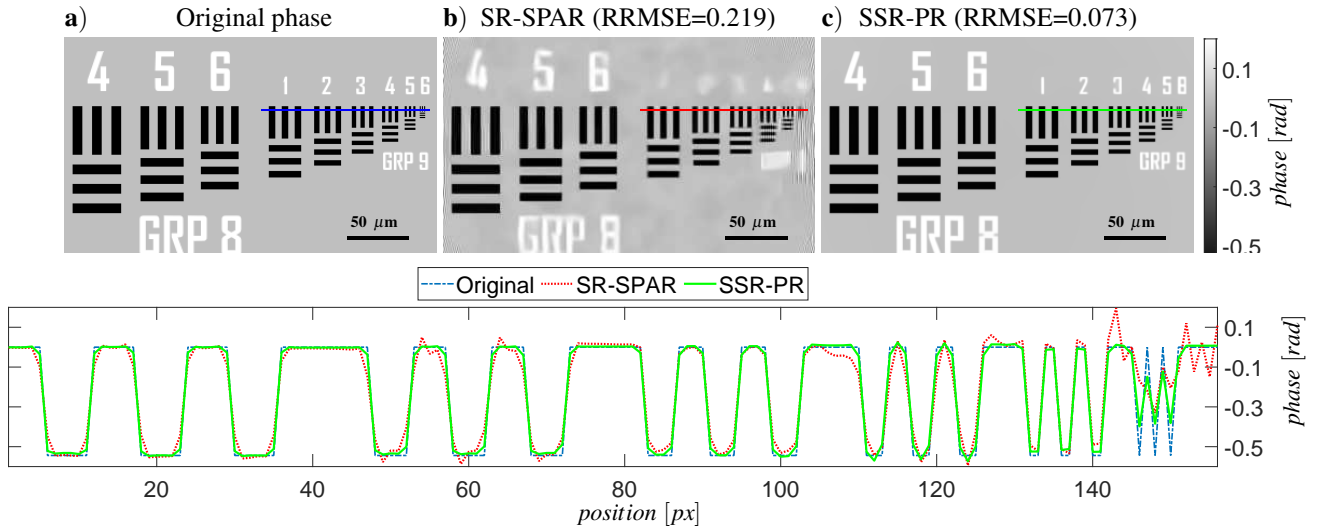 a) Original phase
b) SR-SPAR (RRMSE=0.219)
c) SSR-PR (RRMSE=0.073)
4 5 6
1 2 3 4 5 6
GRP 9
GRP 8
50 μm
4 5 6
GRP 8
50 μm
4 5 6
1 2 3 4 5 8
GRP 9
GRP 8
50 μm
0.1
-0.1
-0.3
-0.5
phase [rad]
Original SR-SPAR SSR-PR
0.1
-0.1
-0.3
-0.5
phase [rad]
20 40 60 80 100 120 140
position [px]